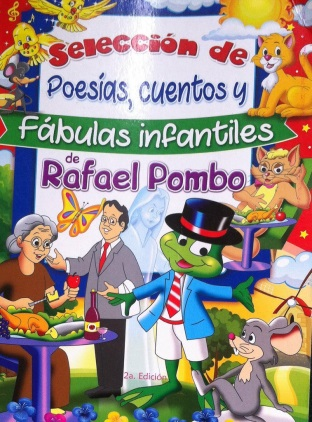 Selección de
Poesías, cuentos y
Fábulas infantiles
de
Rafael Pombo
2a. Edición